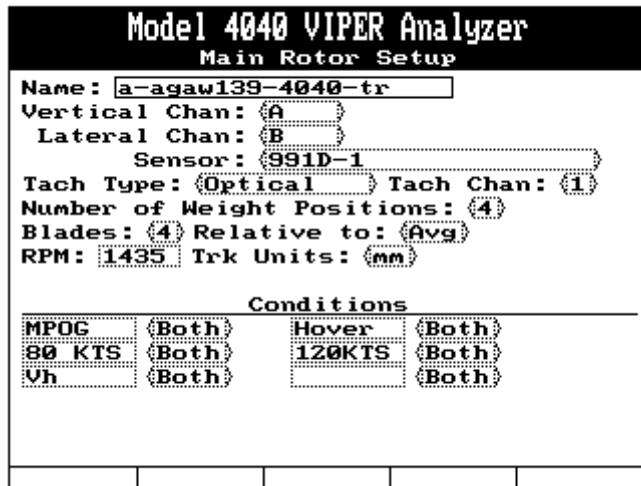 Model 4040 VIPER Analyzer
Main Rotor Setup
Name: a-agaw139-4040-tr
Vertical Chan: A
Lateral Chan: B
Sensor: 991D-1
Tach Type: Optical Tach Chan: 1
Number of Weight Positions: 4
Blades: 4 Relative to: Avg
RPM: 1435 Trk Units: mm
Conditions
MPOG Both Hover Both
80 KTS Both 120KTS Both
Vh Both Both